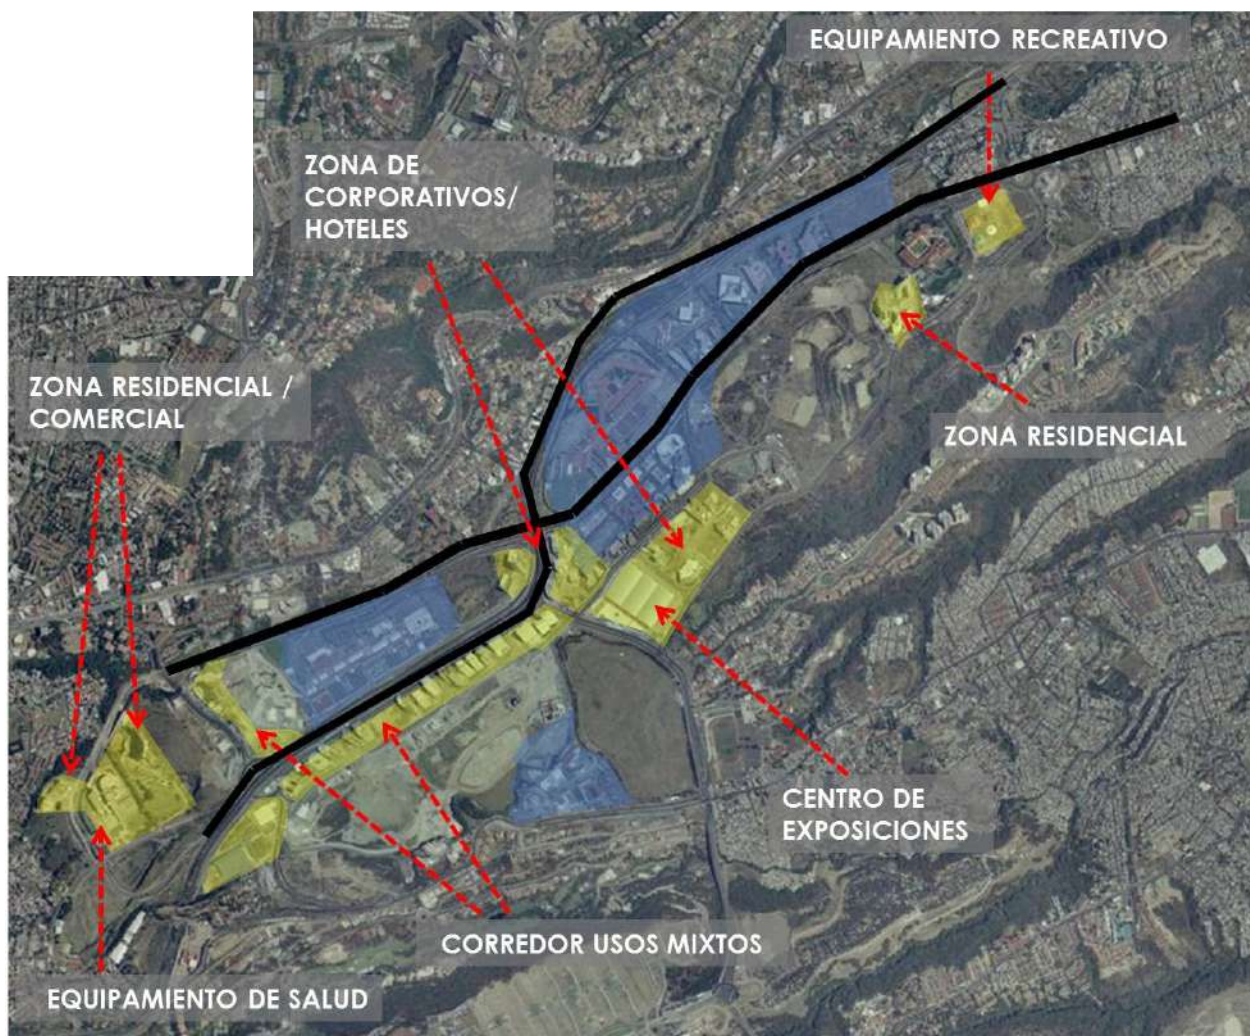 EQUIPAMIENTO RECREATIVO
ZONA DE
CORPORATIVOS/
HOTELES
ZONA RESIDENCIAL /
COMERCIAL
ZONA RESIDENCIAL
CENTRO DE
EXPOSICIONES
CORREDOR USOS MIXTOS
EQUIPAMIENTO DE SALUD